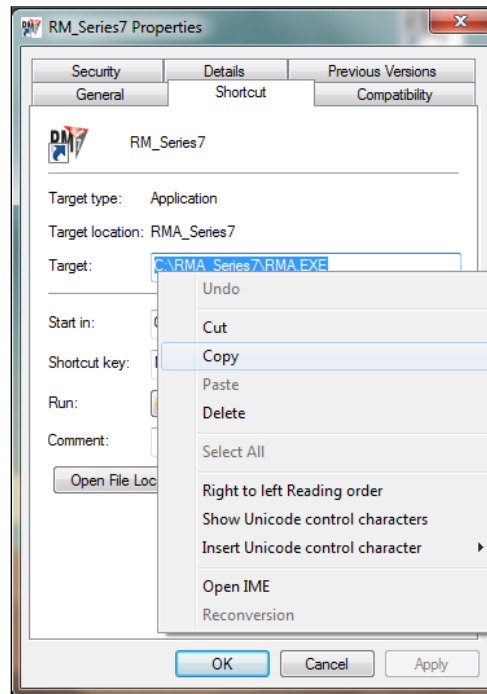 RM_Series7 Properties
Security Details Previous Versions
General Shortcut Compatibility
RM_Series7
Target type: Application
Target location: RMA_Series7
Target: C:\RMA_Series7\RMA.EXE
Undo
Start in:
Cut
Shortcut key:
Copy
Paste
Run:
Delete
Comment:
Select All
Open File Loc
Right to left Reading order
Show Unicode control characters
Insert Unicode control character
Open IME
Reconversion
OK Cancel Apply